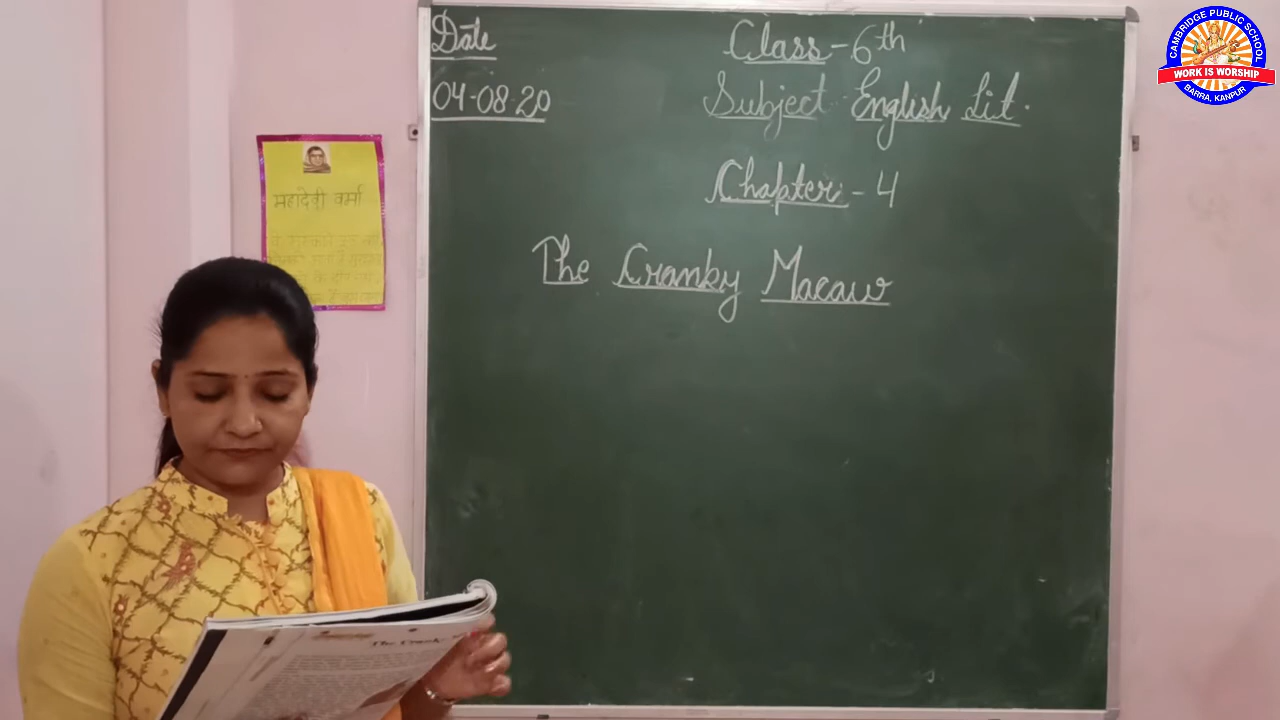 Date
04-08-20
Class-6th
Subject English Lit.
Chapter-4
The Cranky Macaw
महादेवी वर्मा
CAMBRIDGE PUBLIC SCHOOL
WORK IS WORSHIP
BARRA, KANPUR